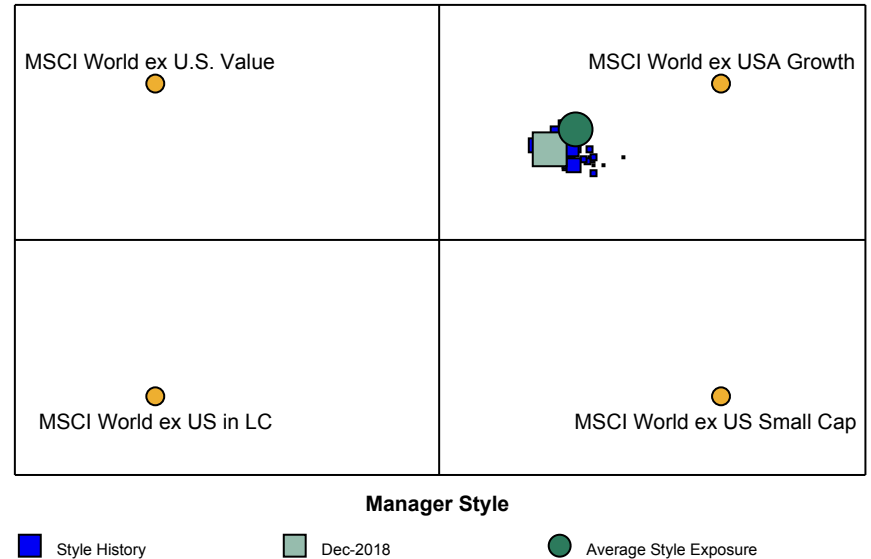 MSCI World ex U.S. Value
MSCI World ex USA Growth
MSCI World ex US in LC
MSCI World ex US Small Cap
Manager Style
Style History
Dec-2018
Average Style Exposure